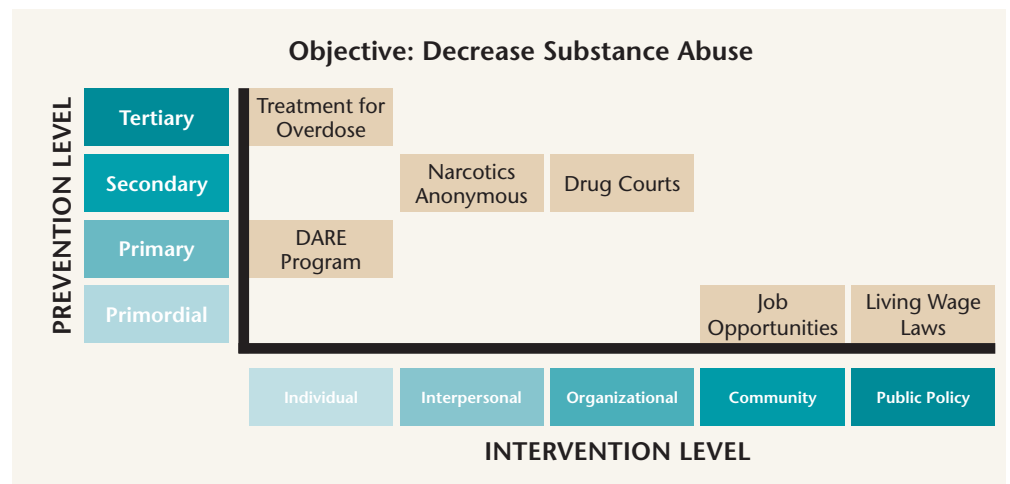 Objective: Decrease Substance Abuse
PREVENTION LEVEL
Tertiary
Treatment for
Overdose
Secondary
Narcotics
Anonymous
Drug Courts
Primary
DARE
Program
Primordial
Job
Opportunities
Living Wage
Laws
Individual
Interpersonal
Organizational
Community
Public Policy
INTERVENTION LEVEL